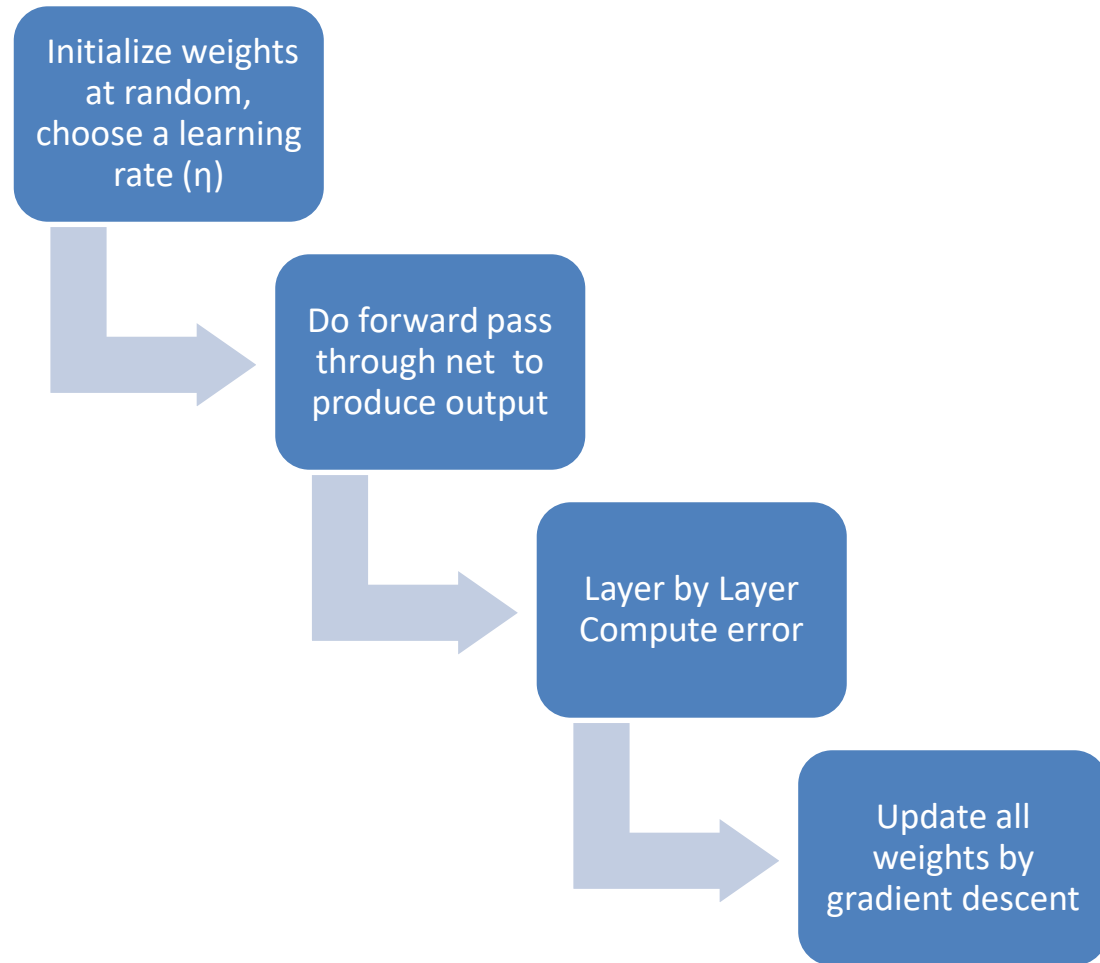 Initialize weights
at random,
choose a learning
rate (η)
Do forward pass
through net  to
produce output
Layer by Layer
Compute error
Update all
weights by
gradient descent